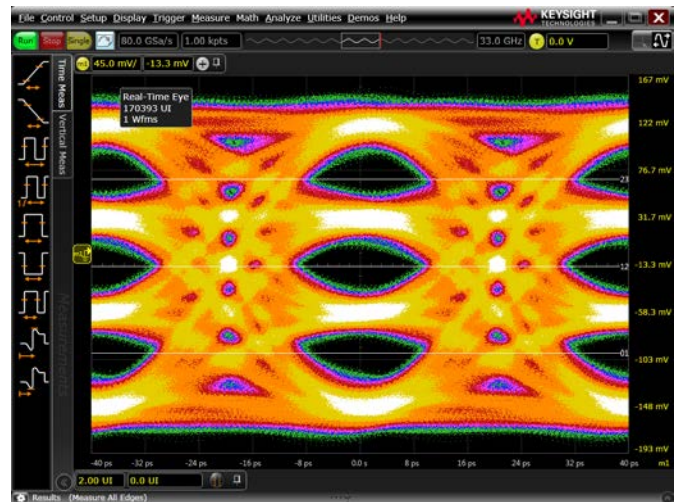 File Control Setup Display Trigger Measure Math Analyze Utilities Demos Help
KEYSIGHT
TECHNOLOGIES
Run Stop Single 80.0 GSa/s 1.00 kpts 33.0 GHz T 0.0 V
m1 45.0 mV/ -13.3 mV
Time Meas
Vertical Meas
Measurements
Real-Time Eye
170393 UI
1 Wfms
167 mV
122 mV
76.7 mV
23
31.7 mV
-13.3 mV
12
-58.3 mV
-103 mV
01
-148 mV
-193 mV
-40 ps -32 ps -24 ps -16 ps -8 ps 0.0 s 8 ps 16 ps 24 ps 32 ps 40 ps m1
2.00 UI 0.0 UI
Results (Measure All Edges)